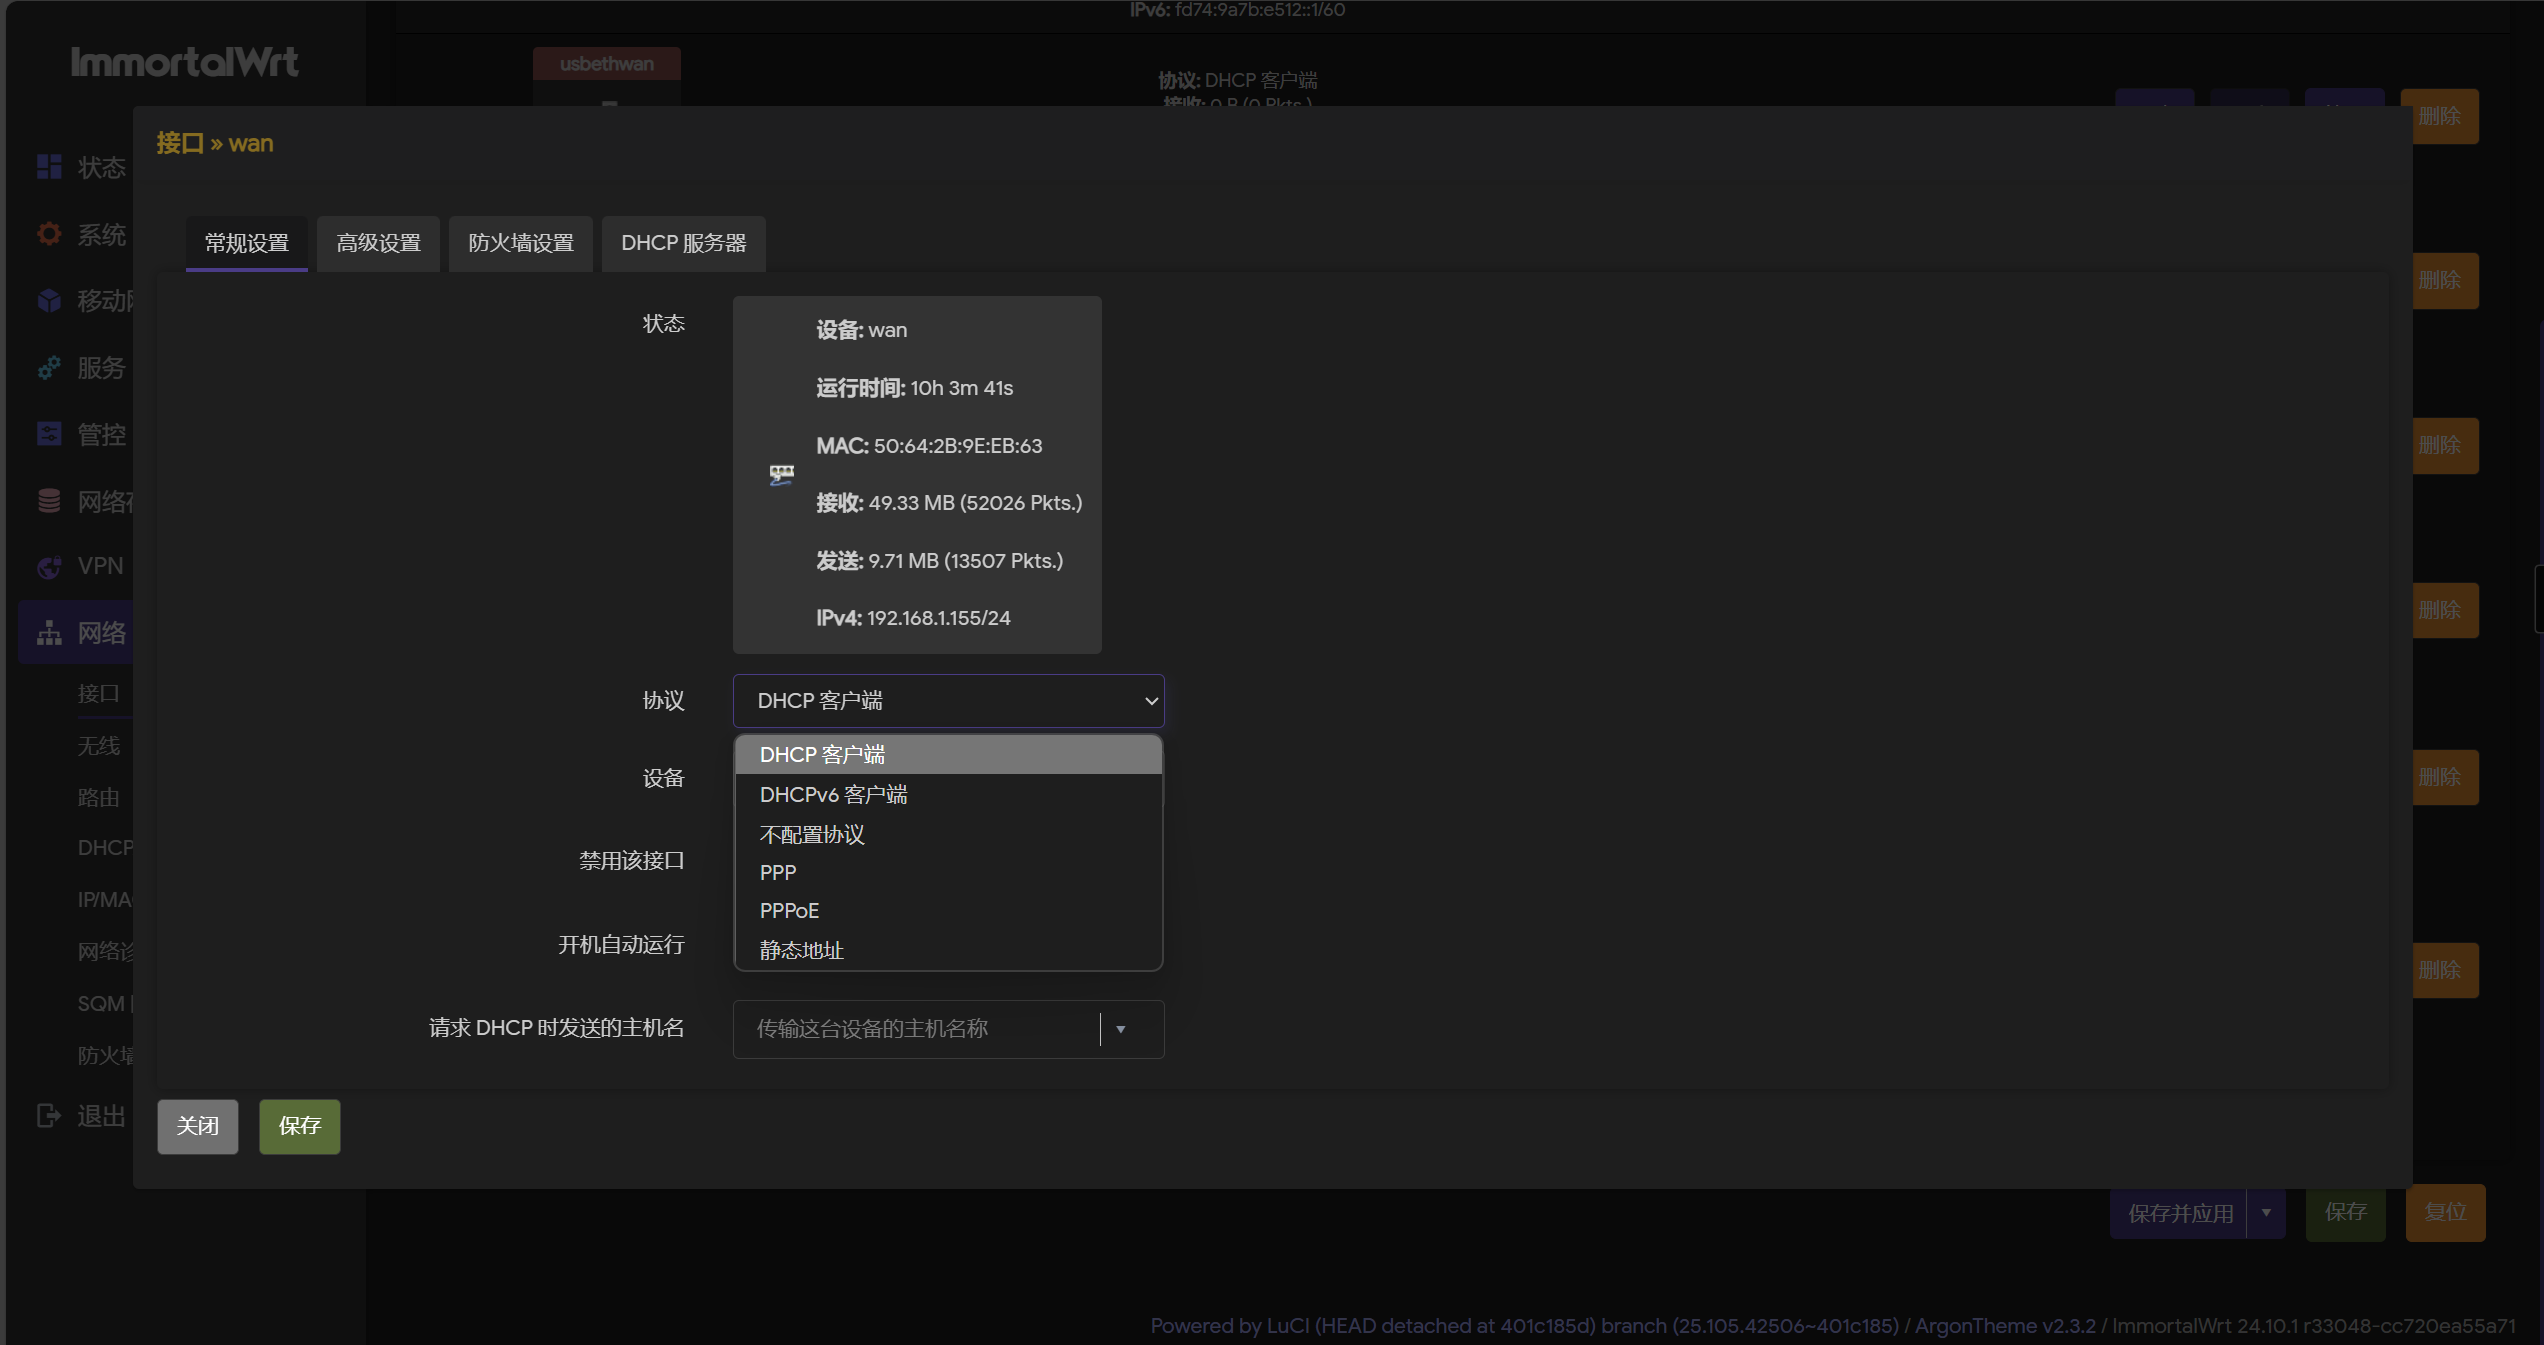 IPv6: fd74:9a7b:e512::1/60
ImmortalWrt
usbethwan
协议: DHCP 客户端
接收: 0 B (0 Pkts.)
删除
接口 » wan
状态
系统
服务
管控
VPN
网络
接口
无线
路由
DHCP
IP/MA
SQM
退出
常规设置
高级设置
防火墙设置
DHCP 服务器
状态
设备: wan
运行时间: 10h 3m 41s
MAC: 50:64:2B:9E:EB:63
接收: 49.33 MB (52026 Pkts.)
发送: 9.71 MB (13507 Pkts.)
IPv4: 192.168.1.155/24
协议
DHCP 客户端
设备
DHCP 客户端
DHCPv6 客户端
不配置协议
PPP
PPPoE
静态地址
禁用该接口
开机自动运行
请求 DHCP 时发送的主机名
传输这台设备的主机名称
关闭
保存
删除
删除
删除
删除
删除
保存并应用
保存
复位
Powered by LuCI (HEAD detached at 401c185d) branch (25.105.42506~401c185) / ArgonTheme v2.3.2 / ImmortalWrt 24.10.1 r33048-cc720ea55a71